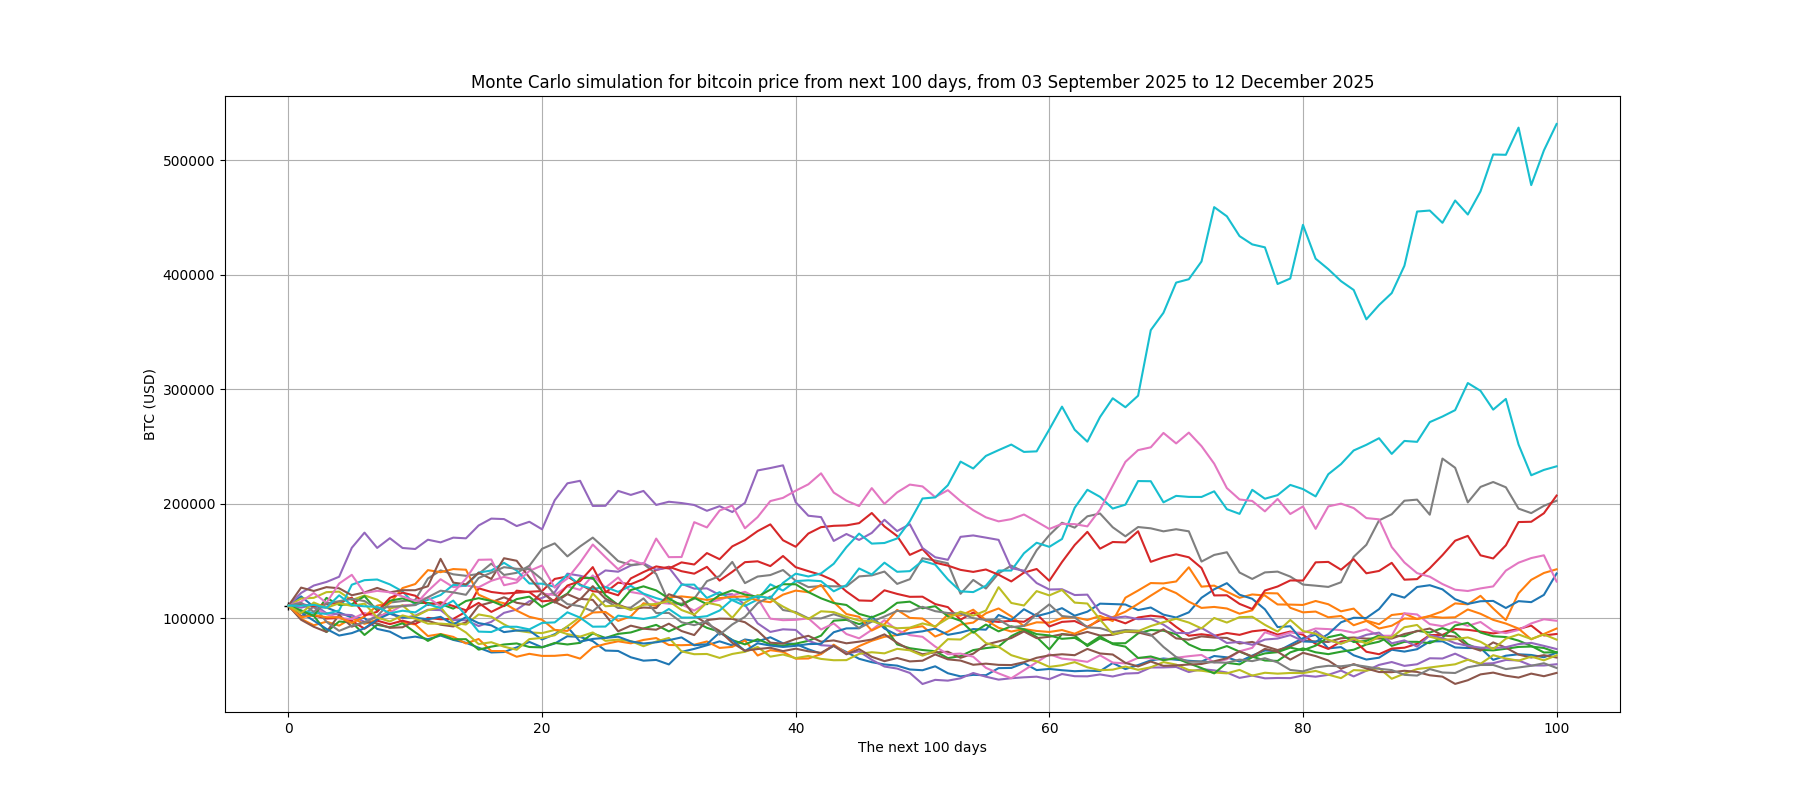 Monte Carlo simulation for bitcoin price from next 100 days, from 03 September 2025 to 12 December 2025
500000
400000
300000
200000
100000
BTC (USD)
0 20 40 60 80 100
The next 100 days